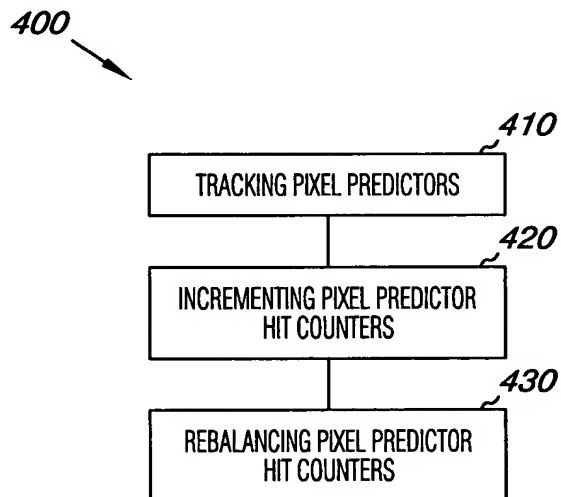 400
410
TRACKING PIXEL PREDICTORS
420
INCREMENTING PIXEL PREDICTOR
HIT COUNTERS
430
REBALANCING PIXEL PREDICTOR
HIT COUNTERS